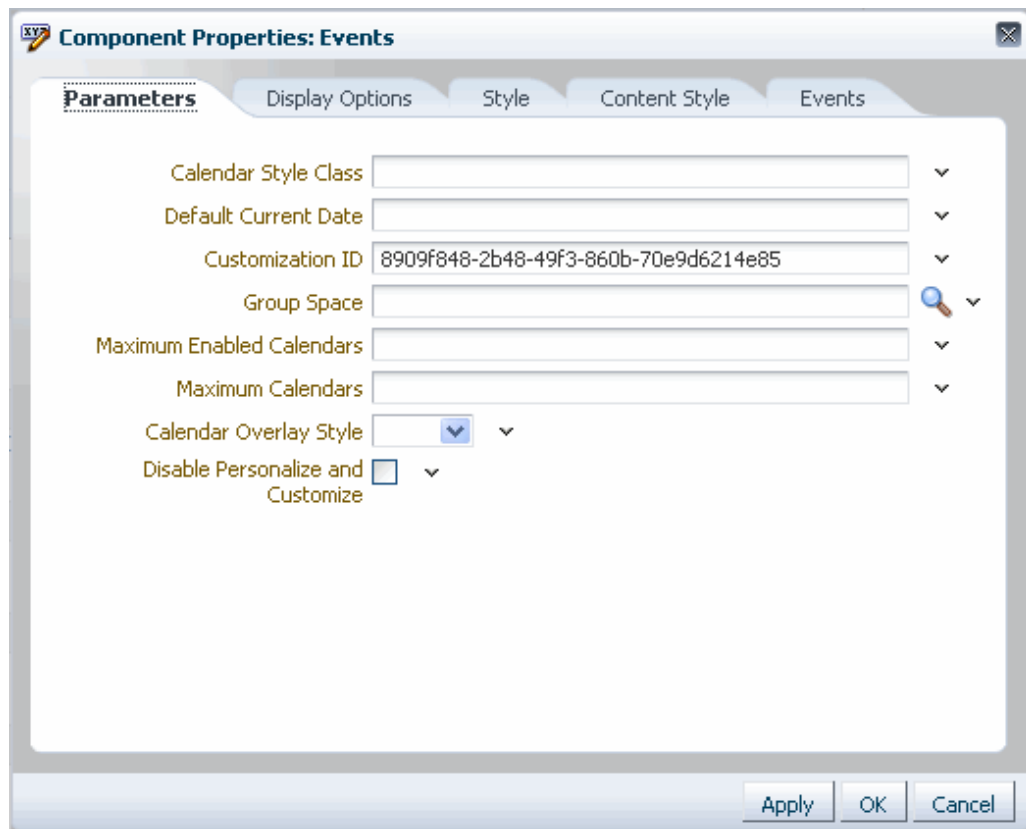 Component Properties: Events
Parameters Display Options Style Content Style Events
Calendar Style Class
Default Current Date
Customization ID 8909f848-2b48-49f3-860b-70e9d6214e85
Group Space
Maximum Enabled Calendars
Maximum Calendars
Calendar Overlay Style
Disable Personalize and
Customize
Apply OK Cancel